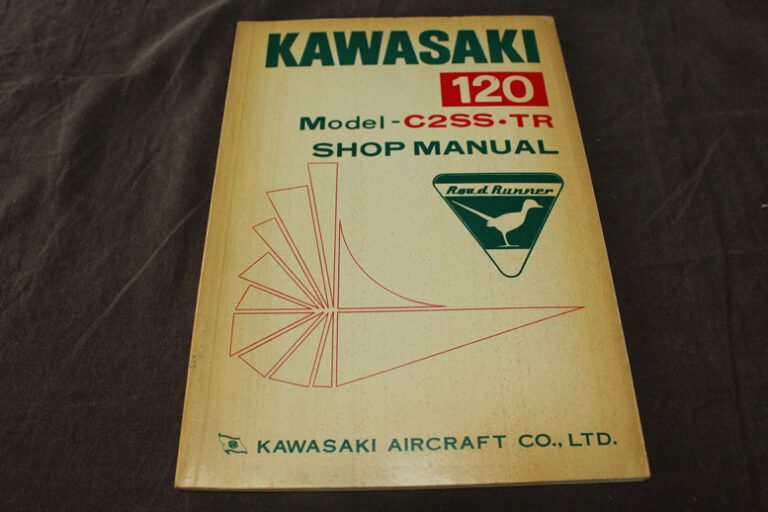 KAWASAKI
120
Model-C2SS•TR
SHOP MANUAL
Road Runner
KAWASAKI AIRCRAFT CO., LTD.